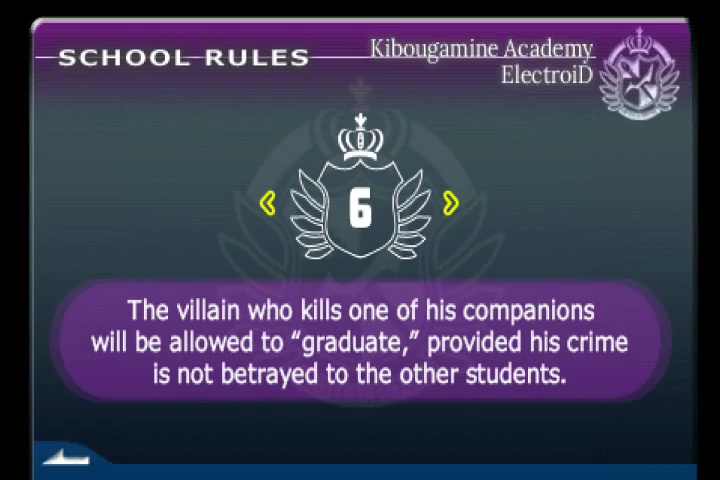 SCHOOL RULES
Kibougamine Academy
ElectroiD
6
The villain who kills one of his companions
will be allowed to “graduate,” provided his crime
is not betrayed to the other students.